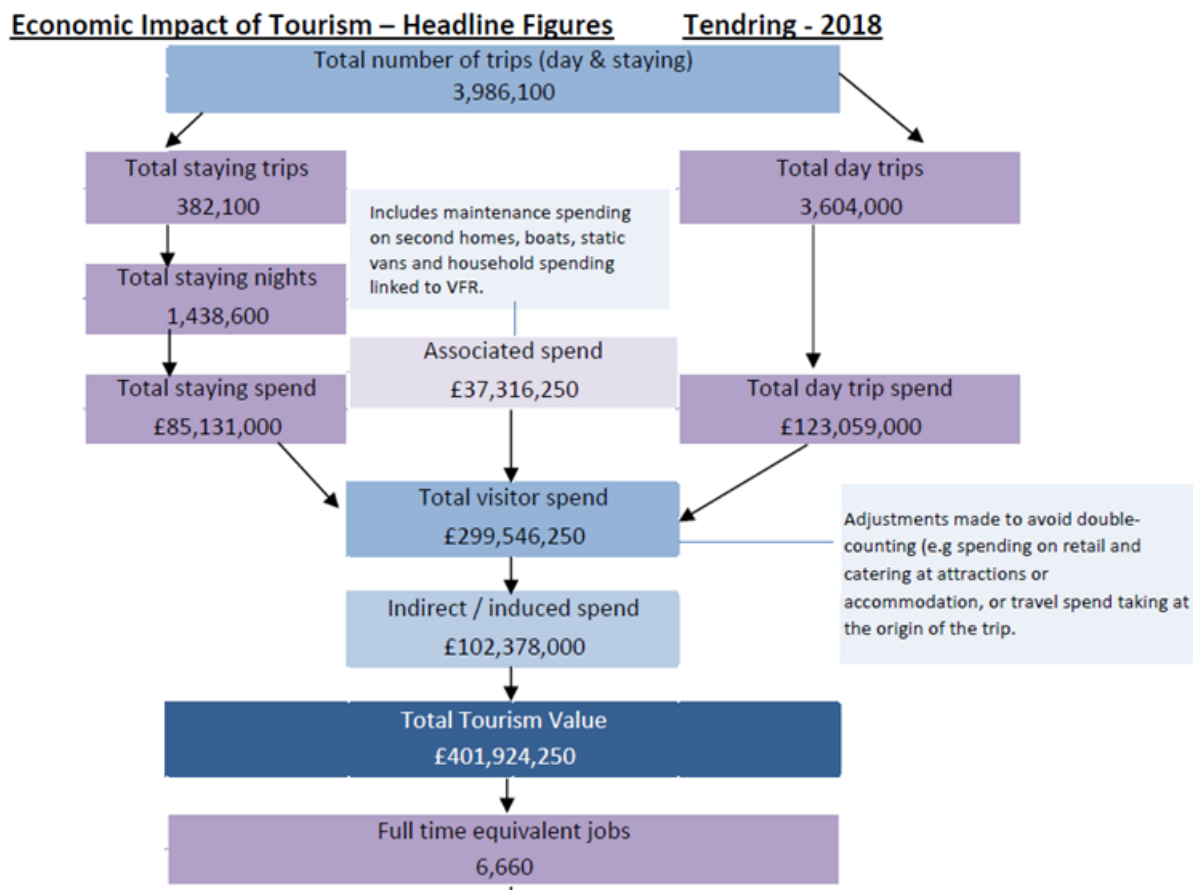 Economic Impact of Tourism – Headline Figures Tendring - 2018
Total number of trips (day & staying)
3,986,100
Total staying trips
382,100
Total day trips
3,604,000
Includes maintenance spending
on second homes, boats, static
vans and household spending
linked to VFR.
Total staying nights
1,438,600
Associated spend
£37,316,250
Total staying spend
£85,131,000
Total day trip spend
£123,059,000
Total visitor spend
£299,546,250
Adjustments made to avoid double-
counting (e.g spending on retail and
catering at attractions or
accommodation, or travel spend taking at
the origin of the trip.
Indirect / induced spend
£102,378,000
Total Tourism Value
£401,924,250
Full time equivalent jobs
6,660